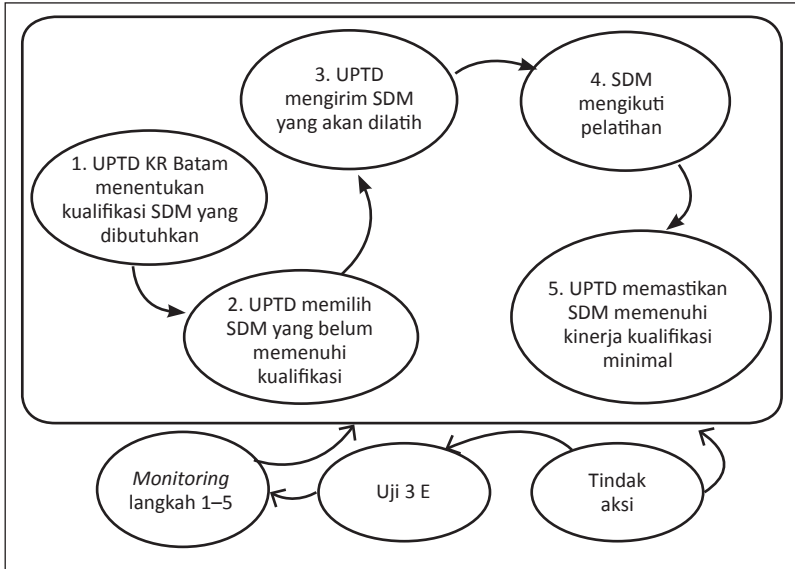 1. UPTD KR Batam
menentukan
kualifikasi SDM yang
dibutuhkan
2. UPTD memilih
SDM yang belum
memenuhi
kualifikasi
3. UPTD
mengirim SDM
yang akan dilatih
4. SDM
mengikuti
pelatihan
5. UPTD memastikan
SDM memenuhi
kinerja kualifikasi
minimal
Monitoring
langkah 1–5
Uji 3 E
Tindak
aksi